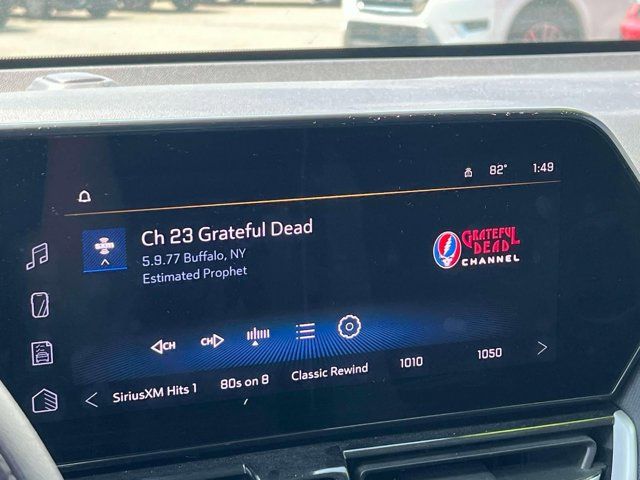 82° 1:49
Ch 23 Grateful Dead
5.9.77 Buffalo, NY
Estimated Prophet
GRATEFUL
DEAD
CHANNEL
CH CH
SiriusXM Hits 1 80s on 8 Classic Rewind 1010 1050